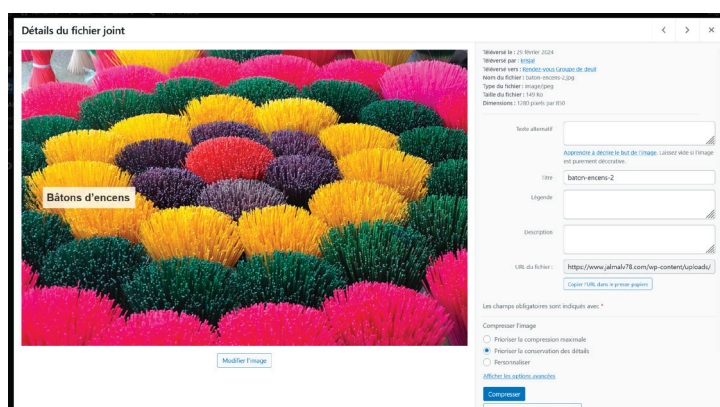 Détails du fichier joint
Téléversé le : 29 février 2024
Téléversé par : kristal
Téléversé vers : Rendez-vous Groupe de deuil
Nom du fichier : baton-encens-2.jpg
Type du fichier : image/jpeg
Taille du fichier : 149 Ko
Dimensions : 1280 pixels par 850
Texte alternatif
Apprendre à décrire le but de l'image. Laissez vide si l'image
est purement décorative.
Titre
baton-encens-2
Légende
Description
URL du fichier :
https://www.jalmalv78.com/wp-content/uploads/
Copier l'URL dans le presse-papiers
Les champs obligatoires sont indiqués avec *
Compresser l'image
Prioriser la compression maximale
Prioriser la conservation des détails
Personnaliser
Afficher les options avancées
Compresser
Bâtons d'encens
Modifier l'image